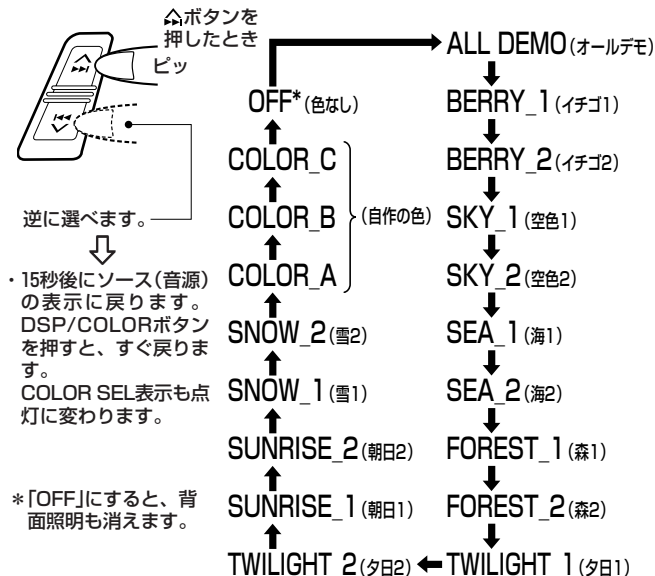 ボタンを
押したとき
ピッ
逆に選べます。
・15秒後にソース(音源)
の表示に戻ります。
DSP/COLORボタン
を押すと、すぐ戻りま
す。
COLOR SEL表示も点
灯に変わります。
*「OFF」にすると、背
面照明も消えます。
ALL DEMO(オールデモ)
BERRY_1(イチゴ1)
BERRY_2(イチゴ2)
SKY_1(空色1)
SKY_2(空色2)
SEA_1(海1)
SEA_2(海2)
FOREST_1(森1)
FOREST_2(森2)
TWILIGHT 1(夕日1)
TWILIGHT 2(夕日2)
SUNRISE_1(朝日1)
SUNRISE_2(朝日2)
SNOW_1(雪1)
SNOW_2(雪2)
COLOR_A
COLOR_B
(自作の色)
COLOR_C
OFF*(色なし)